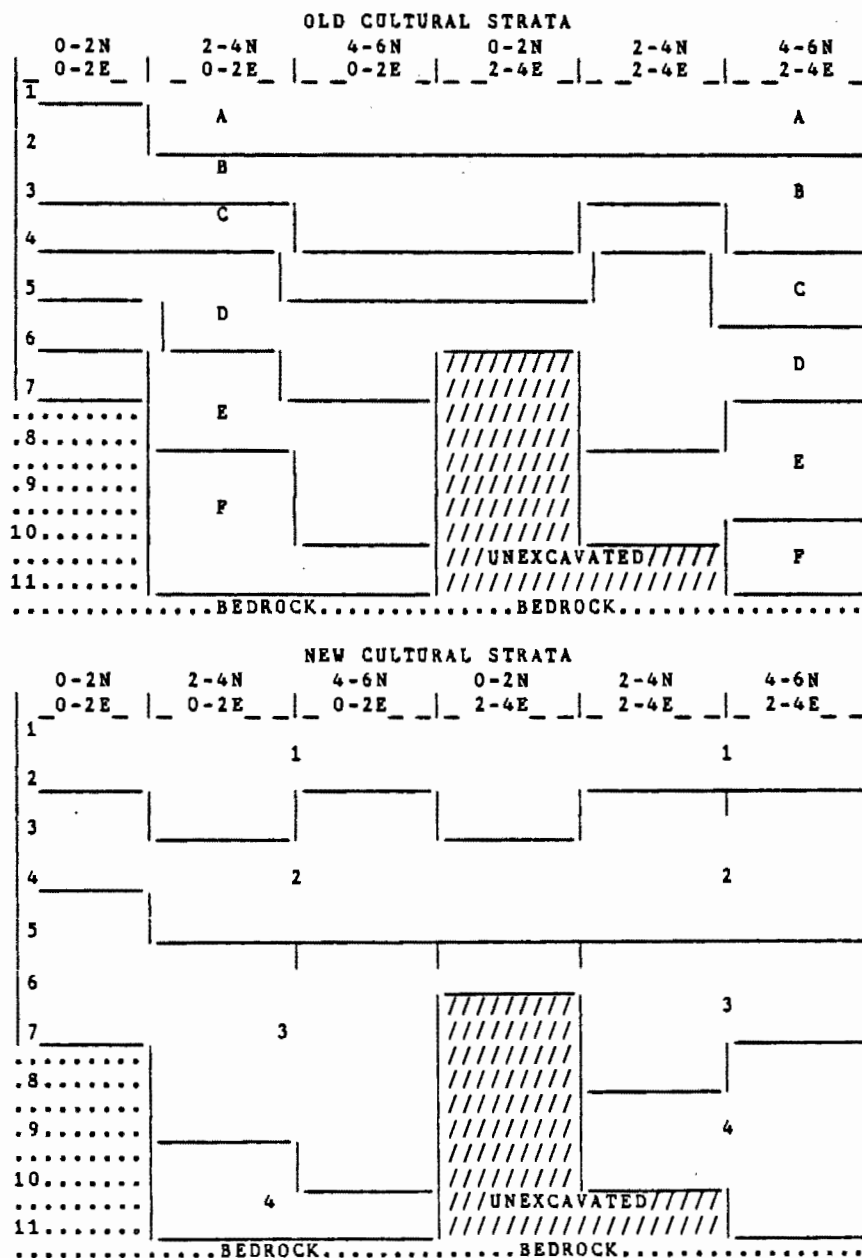 OLD CULTURAL STRATA
0-2N 2-4N 4-6N 0-2N 2-4N 4-6N
0-2E 0-2E 0-2E 2-4E 2-4E 2-4E
1
A A
2
B
3 B
C
4
C
5
D
6
D
7
E
8
E
9
F
10
UNEXCAVATED F
11
BEDROCK BEDROCK
NEW CULTURAL STRATA
0-2N 2-4N 4-6N 0-2N 2-4N 4-6N
0-2E 0-2E 0-2E 2-4E 2-4E 2-4E
1
1 1
2
3
4 2 2
5
6
3
7 3
8
9 4
10
4 UNEXCAVATED
11
BEDROCK BEDROCK